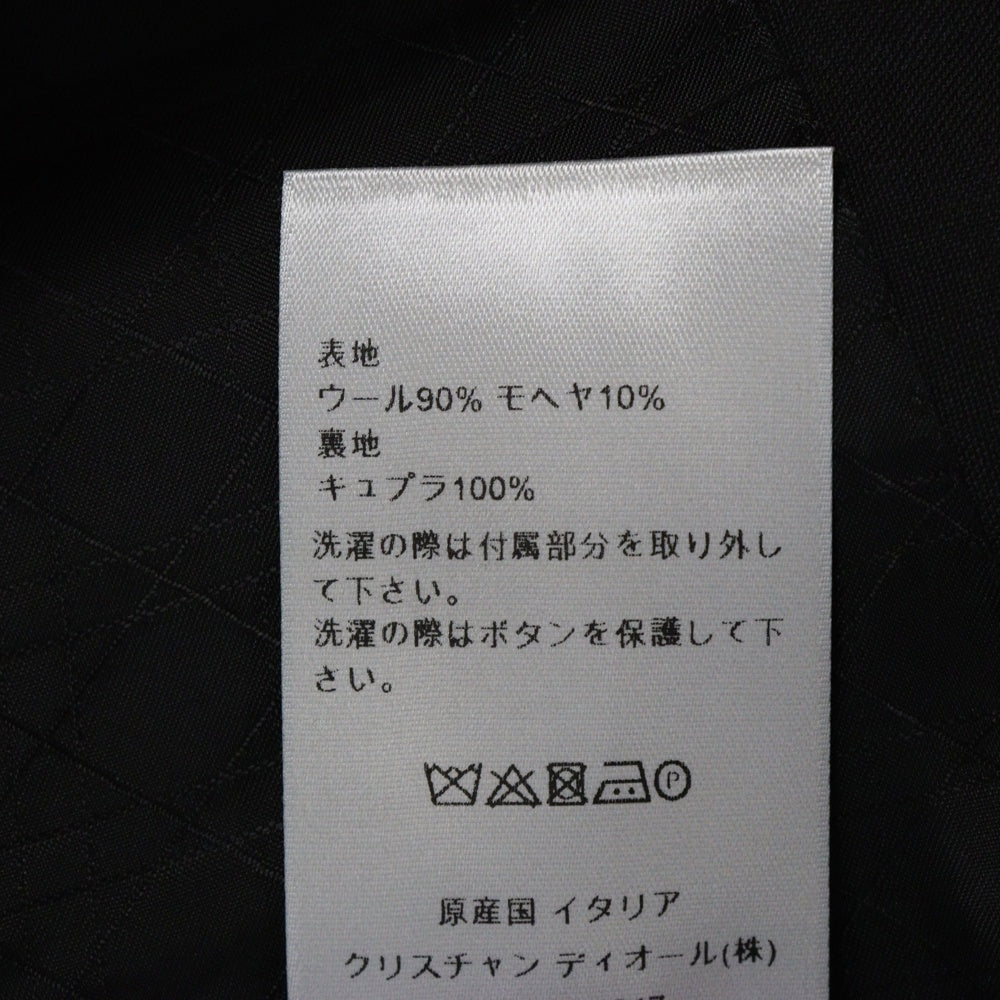 表地
ウール90% モヘヤ10%
裏地
キュプラ100%
洗濯の際は付属部分を取り外し
て下さい。
洗濯の際はボタンを保護して下
さい。
P
原産国 イタリア
クリスチャン ディオール(株)